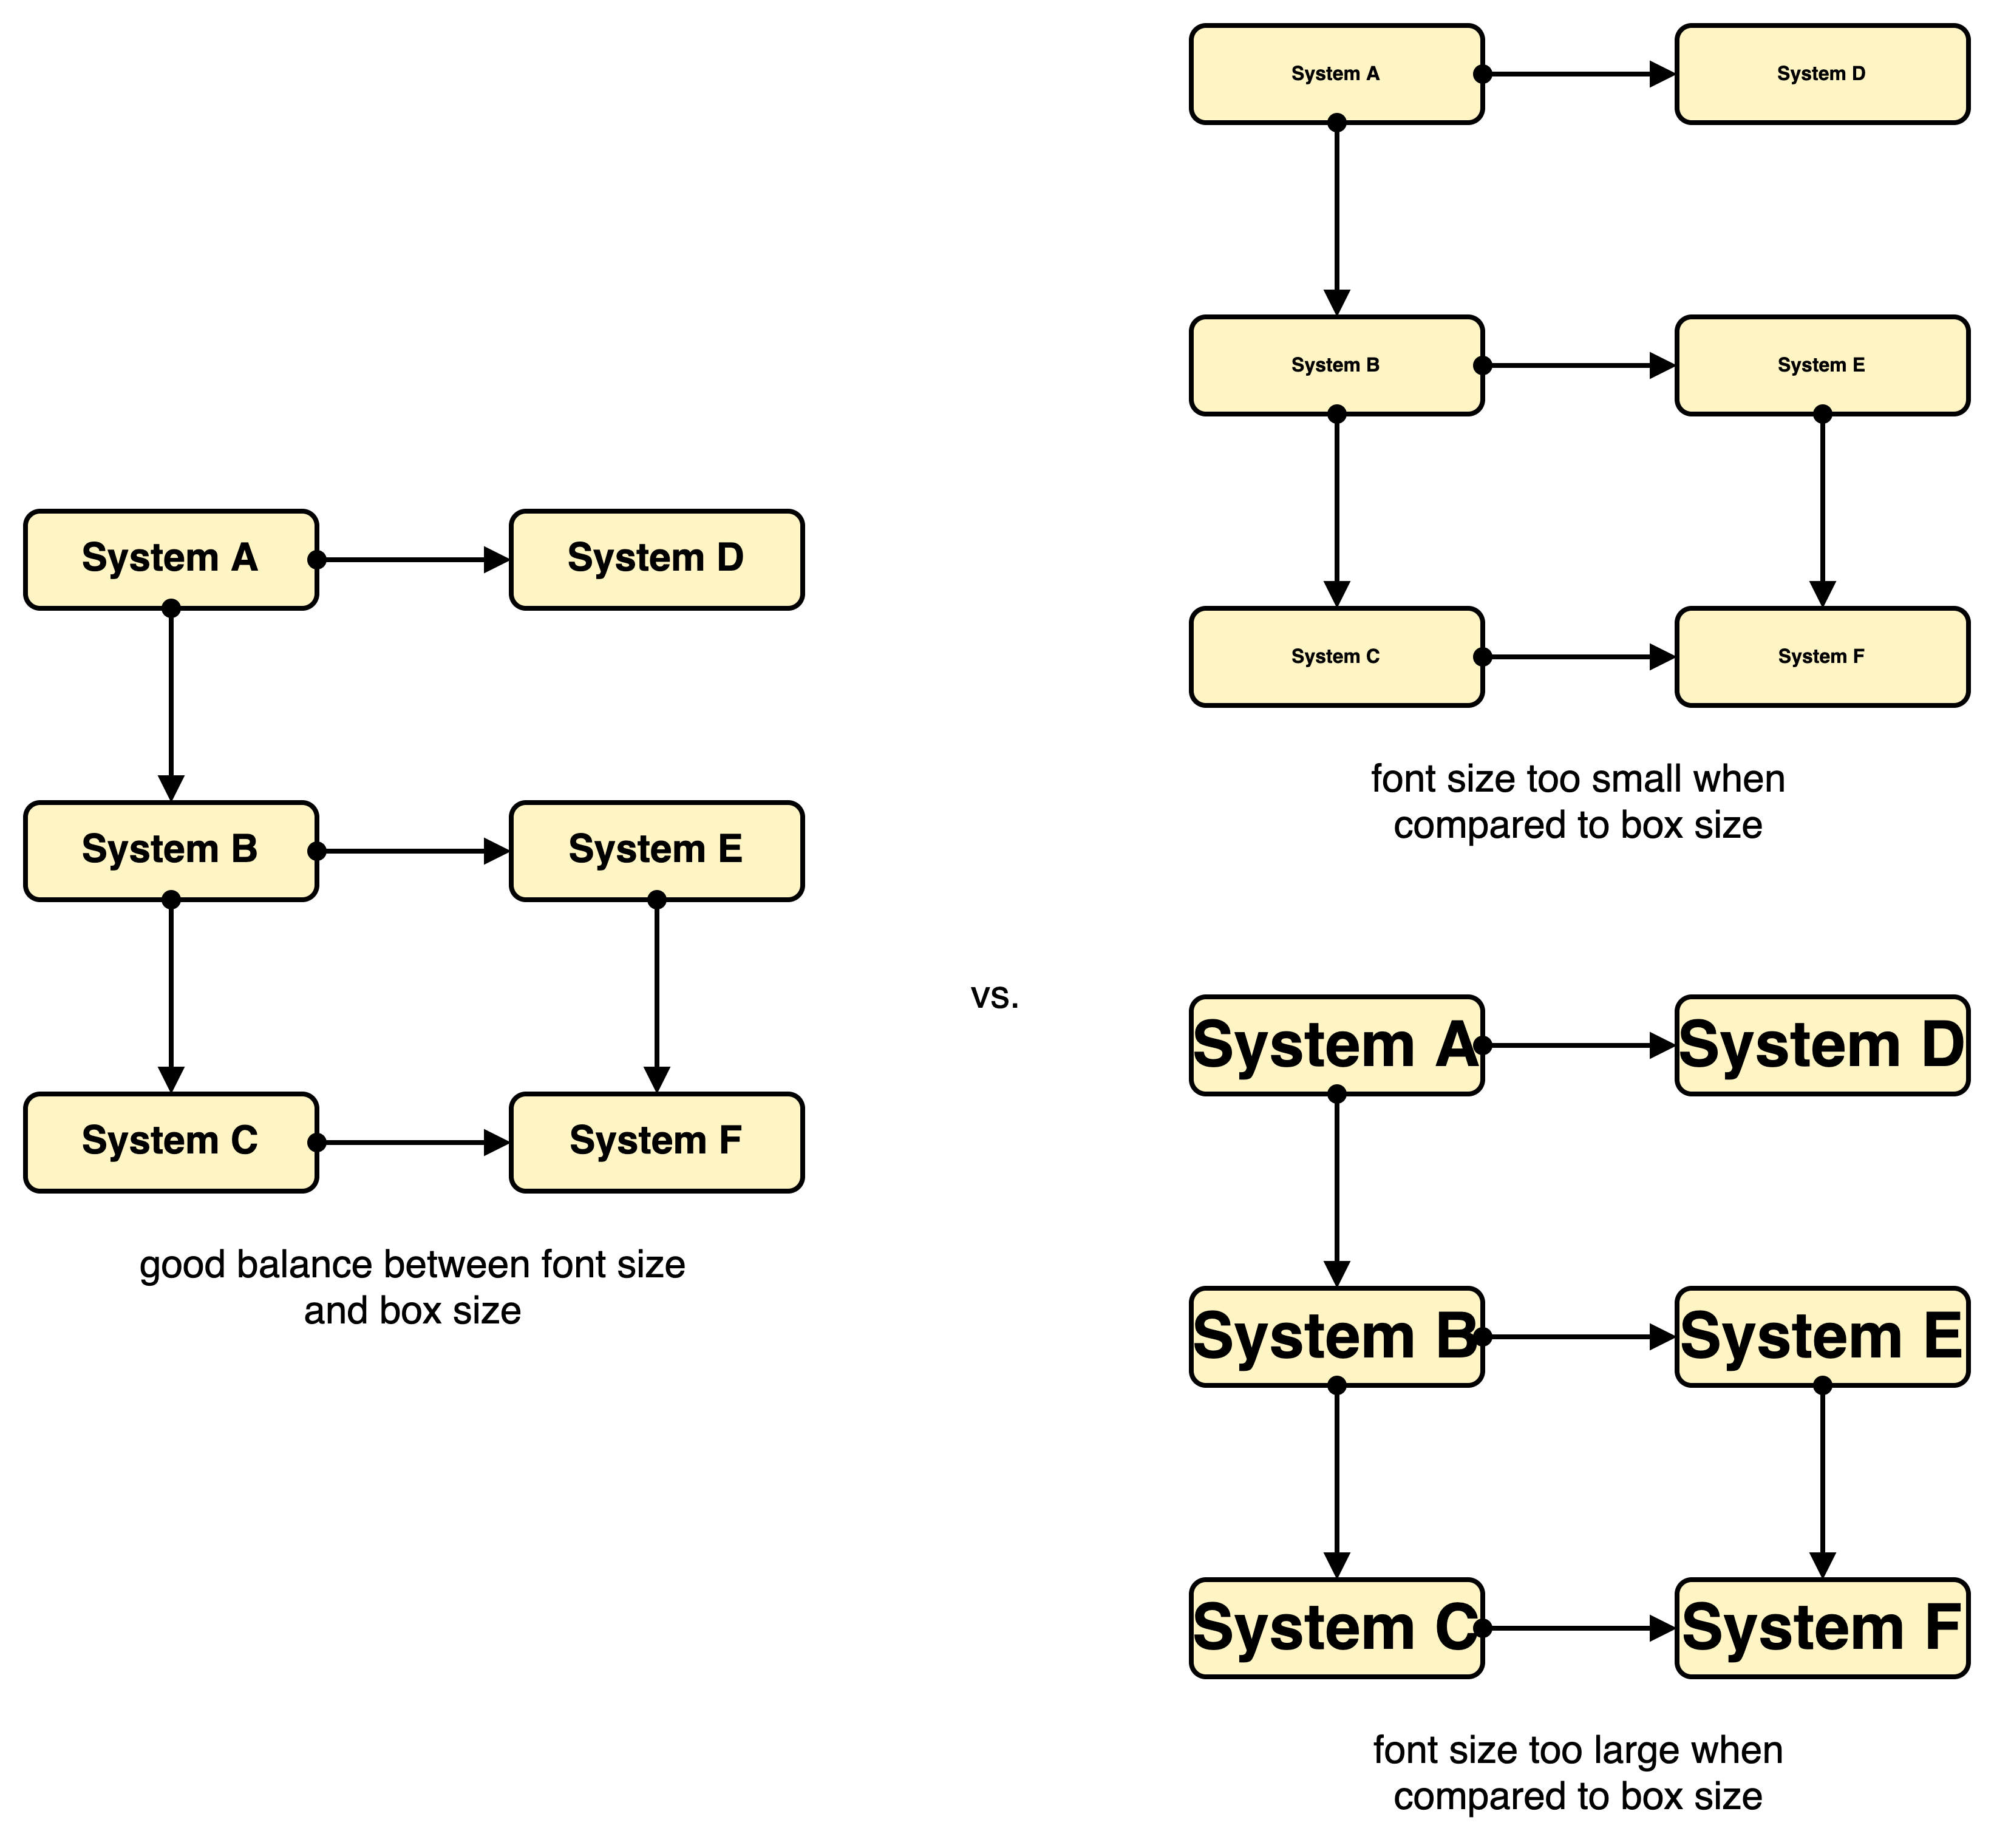 System A
System D
System B
System E
System C
System F
good balance between font size
and box size
vs.
System A
System D
System B
System E
System C
System F
font size too small when
compared to box size
System A
System D
System B
System E
System C
System F
font size too large when
compared to box size